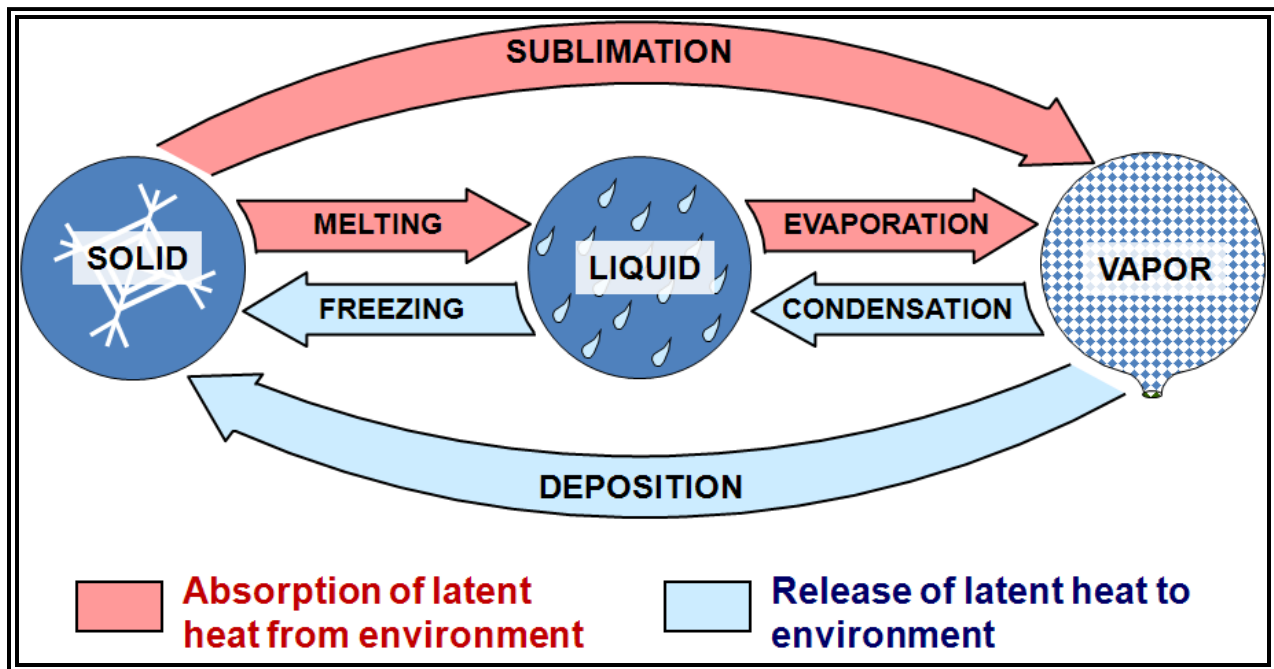 SUBLIMATION
MELTING
EVAPORATION
SOLID
LIQUID
VAPOR
FREEZING
CONDENSATION
DEPOSITION
Absorption of latent
heat from environment
Release of latent heat to
environment